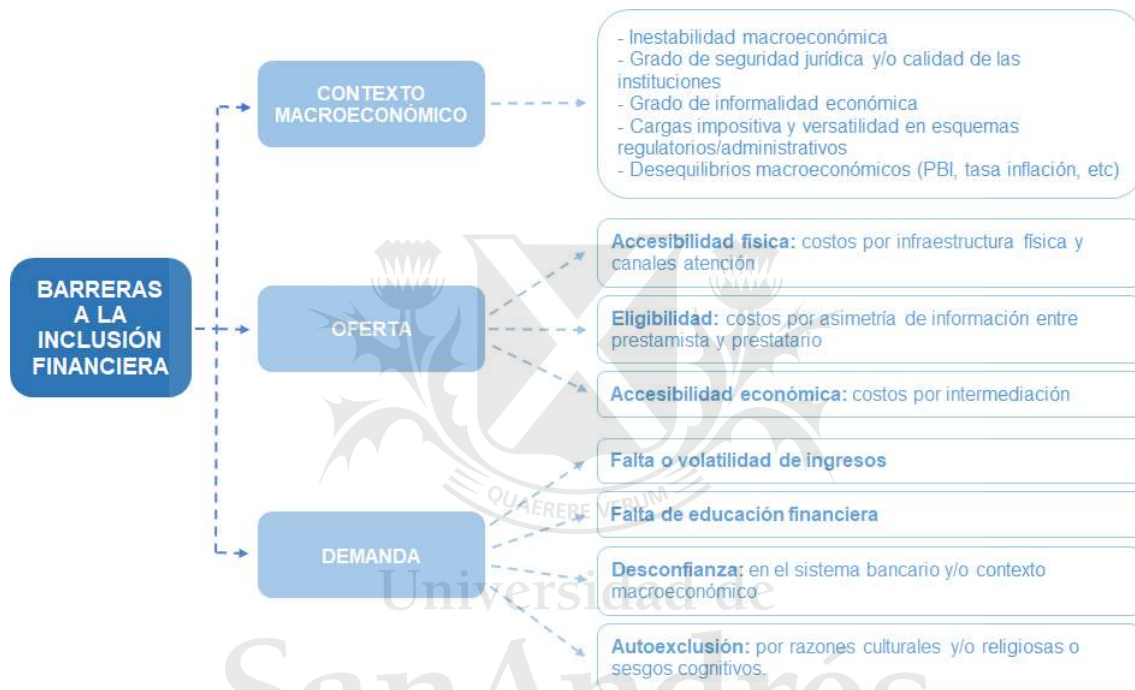 BARRERAS
A LA
INCLUSIÓN
FINANCIERA
CONTEXTO
MACROECONÓMICO
- Inestabilidad macroeconómica
- Grado de seguridad jurídica y/o calidad de las
instituciones
- Grado de informalidad económica
- Cargas impositiva y versatilidad en esquemas
regulatorios/administrativos
- Desequilibrios macroeconómicos (PBI, tasa inflación, etc)
OFERTA
Accesibilidad física: costos por infraestructura física y
canales atención
Eligibilidad: costos por asimetría de información entre
prestamista y prestatario
Accesibilidad económica: costos por intermediación
DEMANDA
Falta o volatilidad de ingresos
Falta de educación financiera
Desconfianza: en el sistema bancario y/o contexto
macroeconómico
Autoexclusión: por razones culturales y/o religiosas o
sesgos cognitivos.
QUAERERE VERUM
Universidad de
SanAndrés